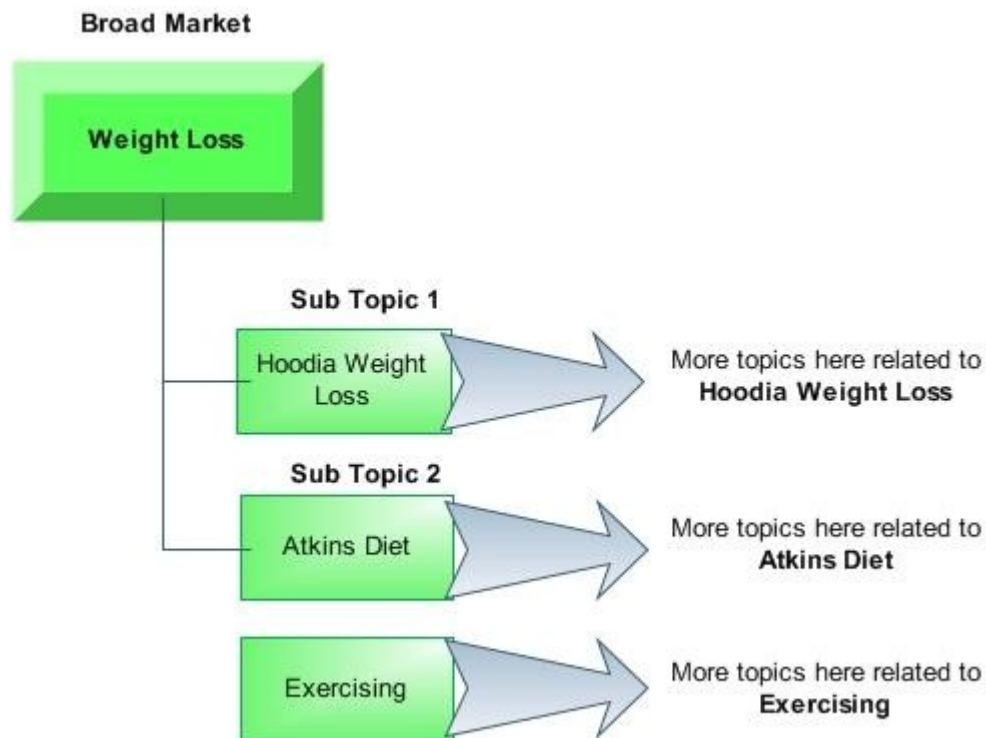 Broad Market
Weight Loss
Sub Topic 1
Hoodia Weight
Loss
More topics here related to
Hoodia Weight Loss
Sub Topic 2
Atkins Diet
More topics here related to
Atkins Diet
Exercising
More topics here related to
Exercising